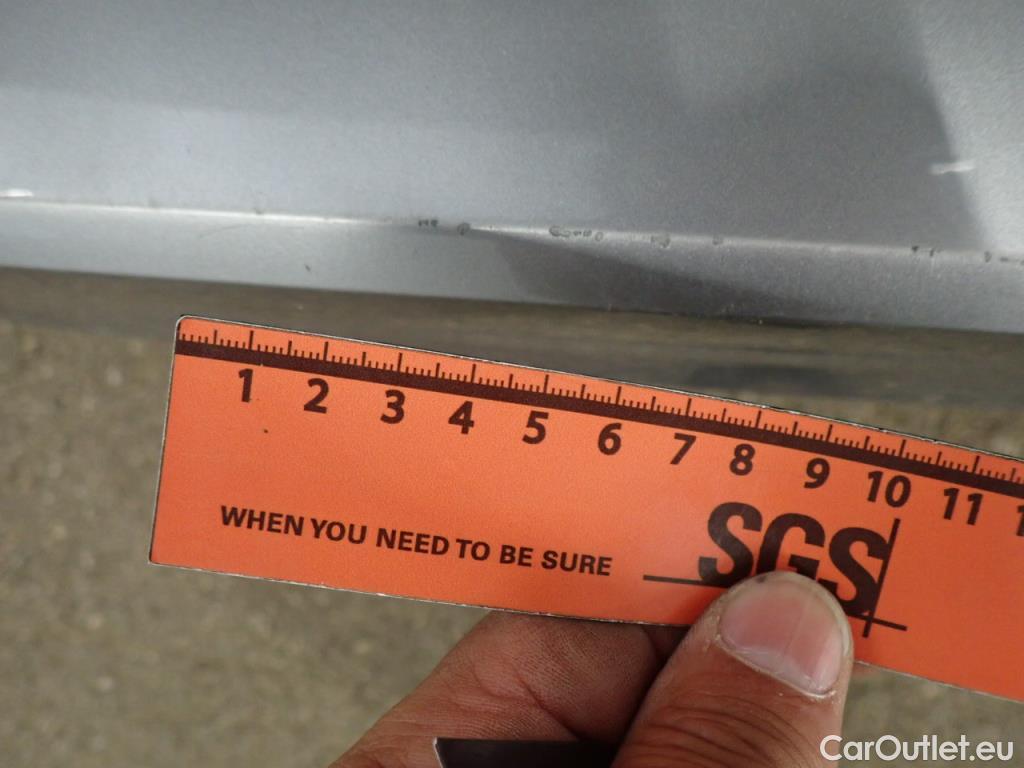 1 2 3 4 5 6 7 8 9 10 11
WHEN YOU NEED TO BE SURE
SGS
CarOutlet.eu